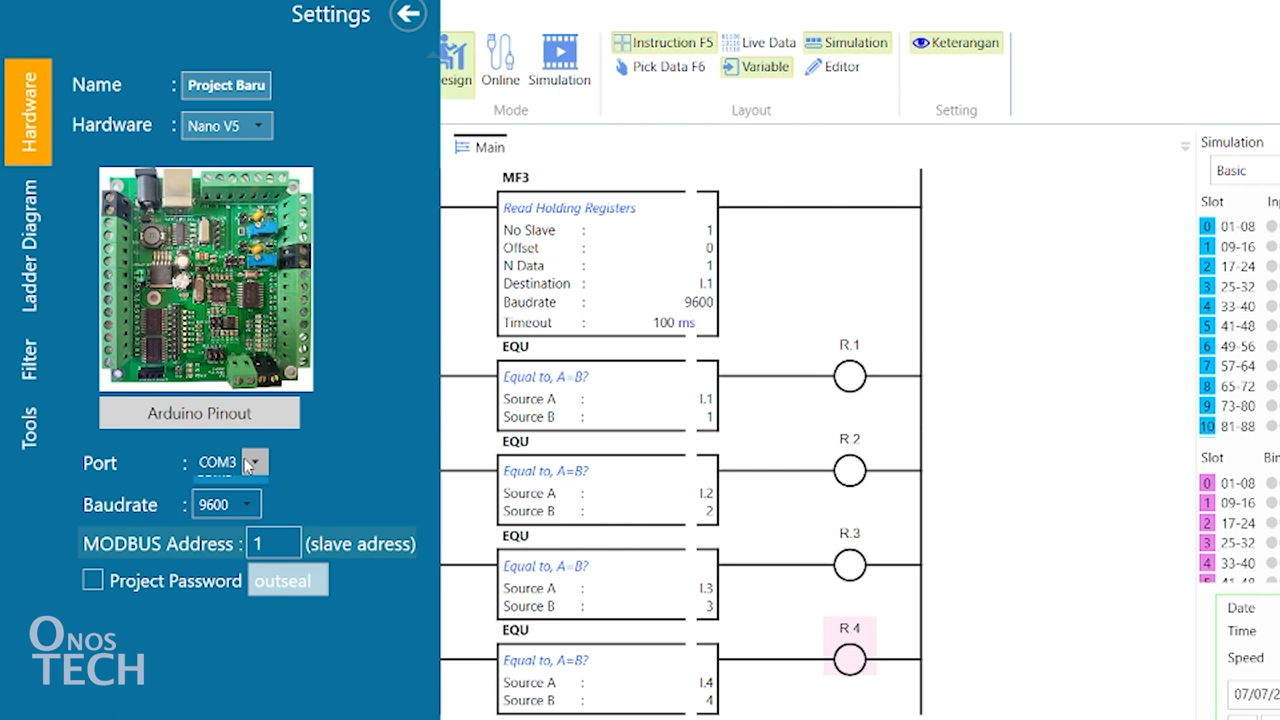 Settings
Hardware
Ladder Diagram
Filter
Tools
Name : Project Baru
Hardware : Nano V5
Arduino Pinout
Port : COM3
Baudrate : 9600
MODBUS Address : 1 (slave adress)
Project Password outseal
ONOS
TECH
Online
Simulation
Mode
Instruction F5
Live Data
Simulation
Pick Data F6
Variable
Editor
Layout
Keterangan
Setting
Main
MF3
Read Holding Registers
No Slave : 1
Offset : 0
N Data : 1
Destination : I.1
Baudrate : 9600
Timeout : 100 ms
EQU
R.1
Equal to, A=B?
Source A : I.1
Source B : 1
EQU
R.2
Equal to, A=B?
Source A : I.2
Source B : 2
EQU
R.3
Equal to, A=B?
Source A : I.3
Source B : 3
EQU
R.4
Equal to, A=B?
Source A : I.4
Source B : 4
Simulation
Basic
Slot
0 01-08
1 09-16
2 17-24
3 25-32
4 33-40
5 41-48
6 49-56
7 57-64
8 65-72
9 73-80
10 81-88
Slot
0 01-08
1 09-16
2 17-24
3 25-32
4 33-40
Date
Time
Speed